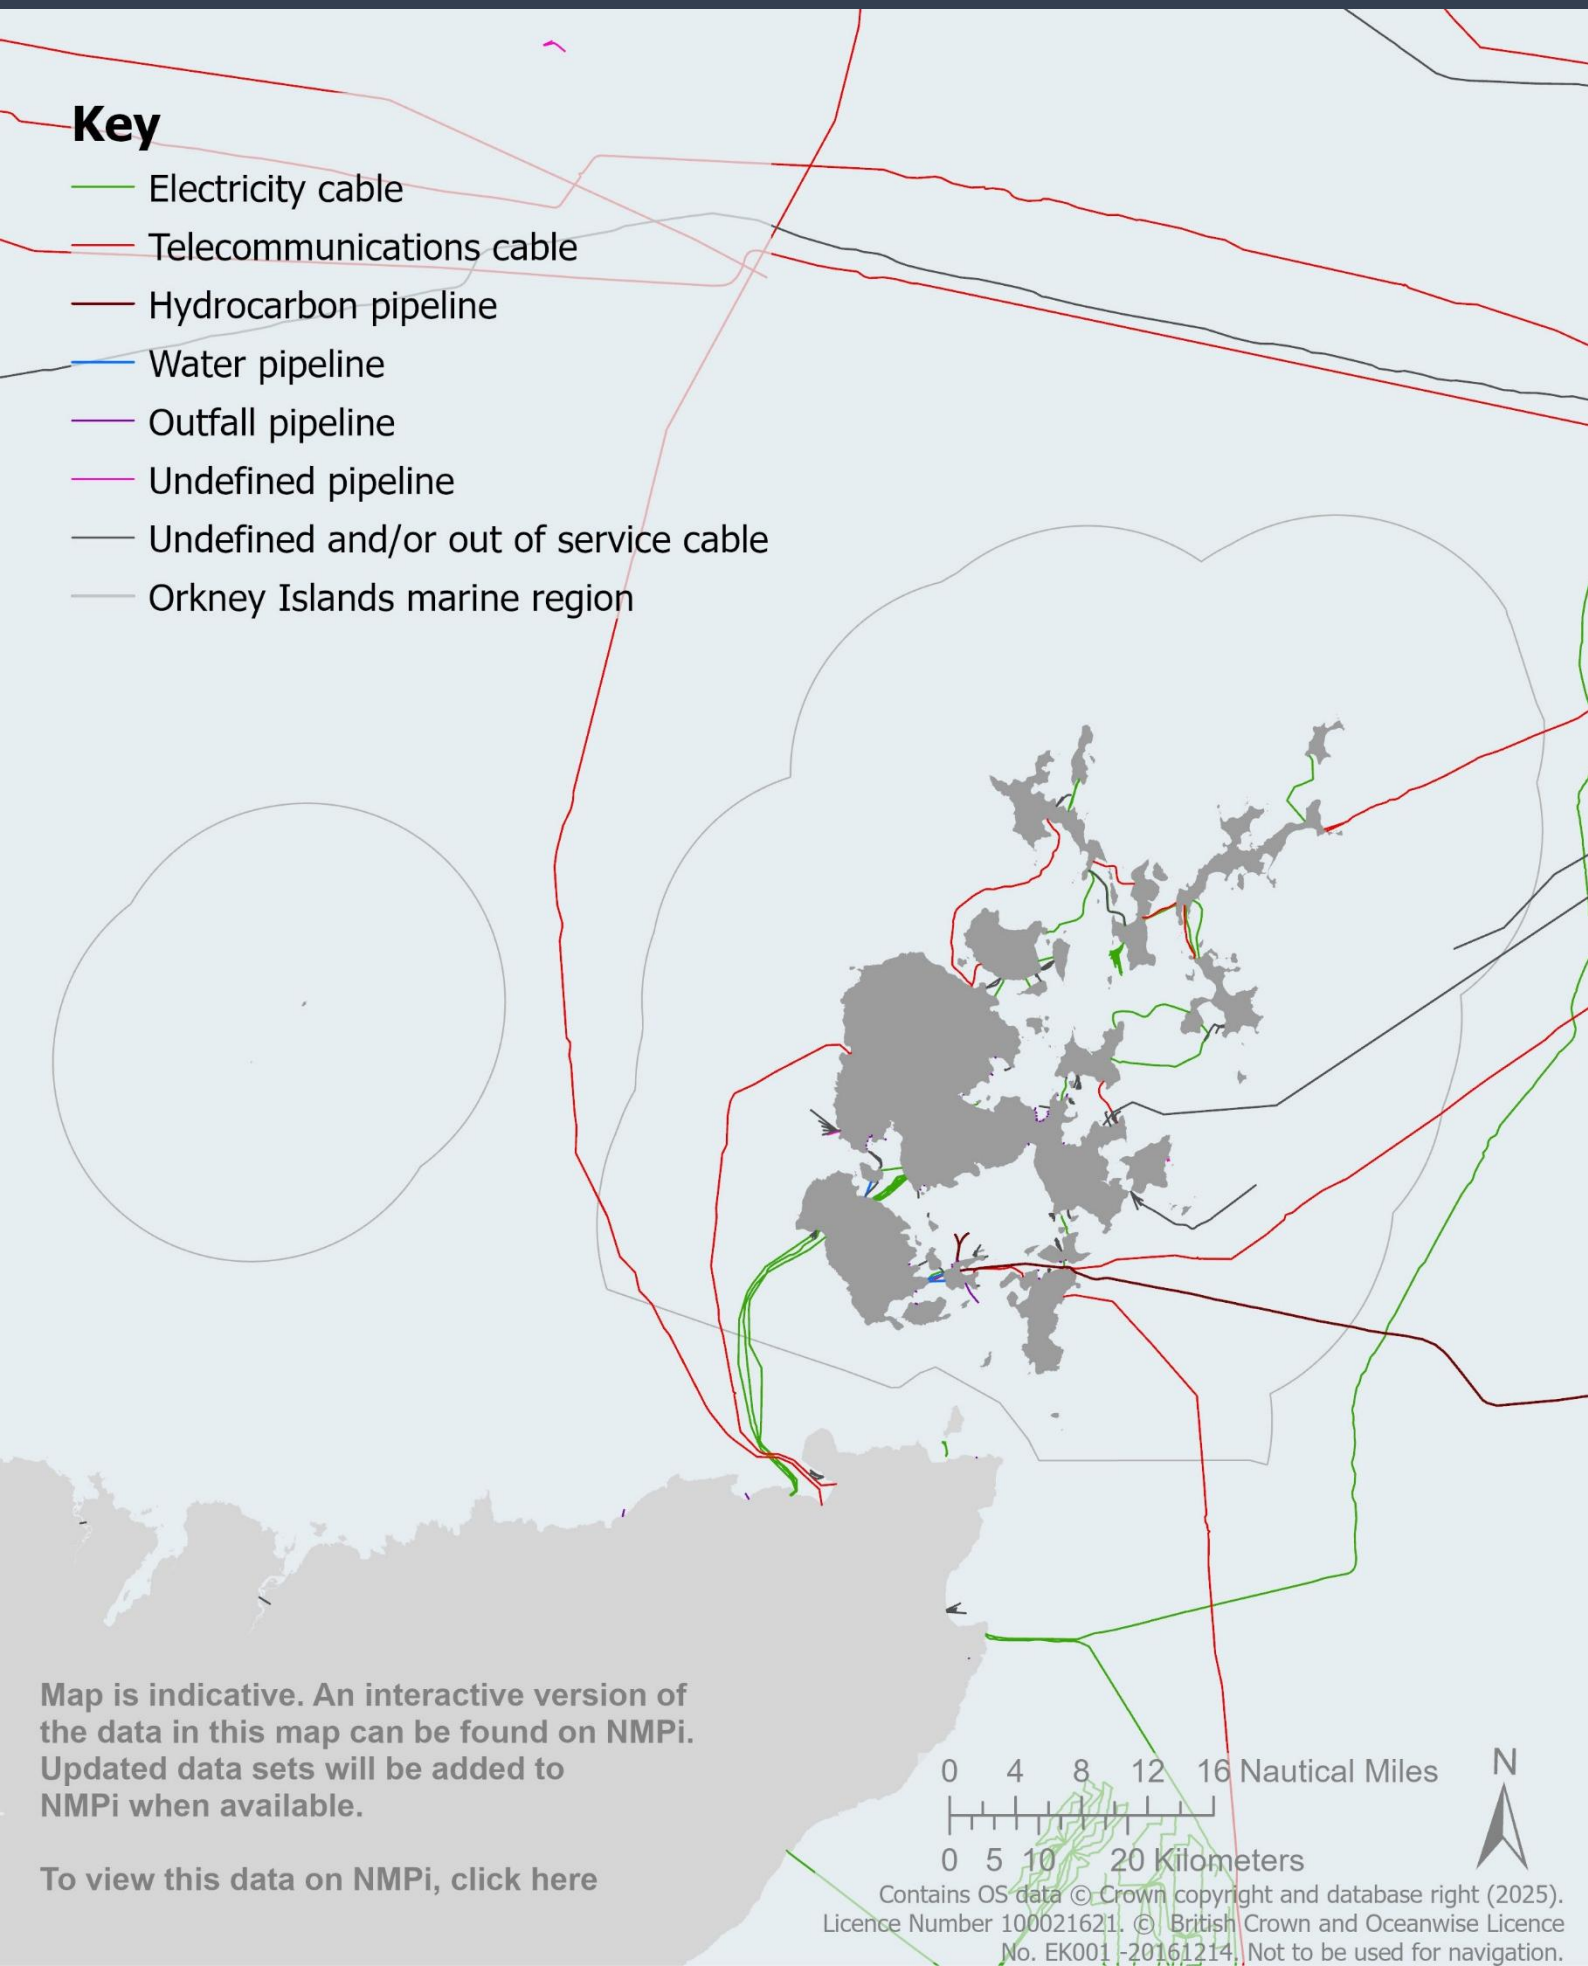 Key
Electricity cable
Telecommunications cable
Hydrocarbon pipeline
Water pipeline
Outfall pipeline
Undefined pipeline
Undefined and/or out of service cable
Orkney Islands marine region
Map is indicative. An interactive version of
the data in this map can be found on NMPi.
Updated data sets will be added to
NMPi when available.
To view this data on NMPi, click here
0 4 8 12 16 Nautical Miles
N
0 5 10 20 Kilometers
Contains OS data © Crown copyright and database right (2025).
Licence Number 100021621. © British Crown and Oceanwise Licence
No. EK001 -20161214. Not to be used for navigation.